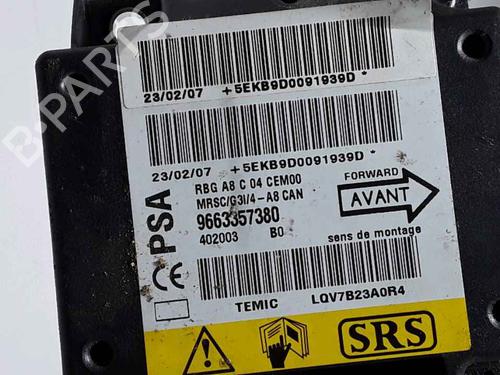 23/02/07 +5EKB9D0091939D*
23/02/07 +5EKB9D0091939D*
PSA
RBG A8 C 04 CEM00
MRSC/G3I/4-A8 CAN
9663357380
402003 B0
FORWARD
AVANT
sens de montage
CE
TEMIC LQV7B23A0R4
SRS
B-PARTS